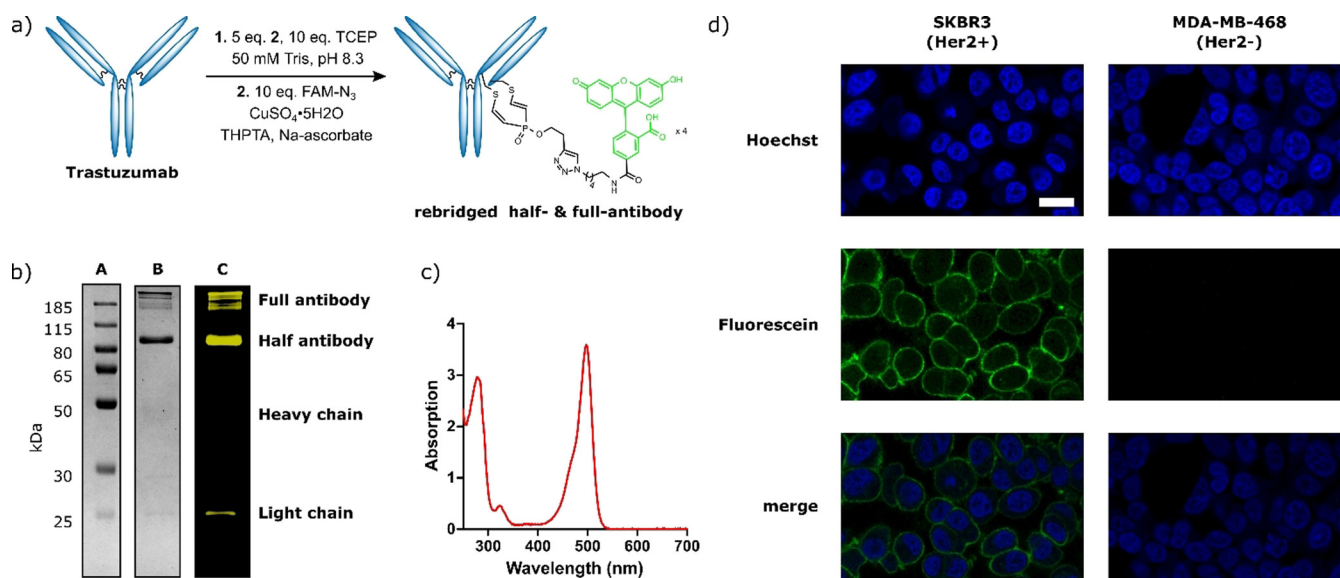 a)
Trastuzumab
1. 5 eq. 2, 10 eq. TCEP
50 mM Tris, pH 8.3
2. 10 eq. FAM-N3
CuSO4•5H2O
THPTA, Na-ascorbate
S
S
P
O
O
N
N
N
4
N
H
O
O
O
OH
OH
O
x 4
rebridged half- & full-antibody
b)
A
B
C
kDa
185
115
80
65
50
30
25
Full antibody
Half antibody
Heavy chain
Light chain
c)
Absorption
4
3
2
1
0
300
400
500
600
700
Wavelength (nm)
d)
SKBR3
(Her2+)
MDA-MB-468
(Her2-)
Hoechst
Fluorescein
merge